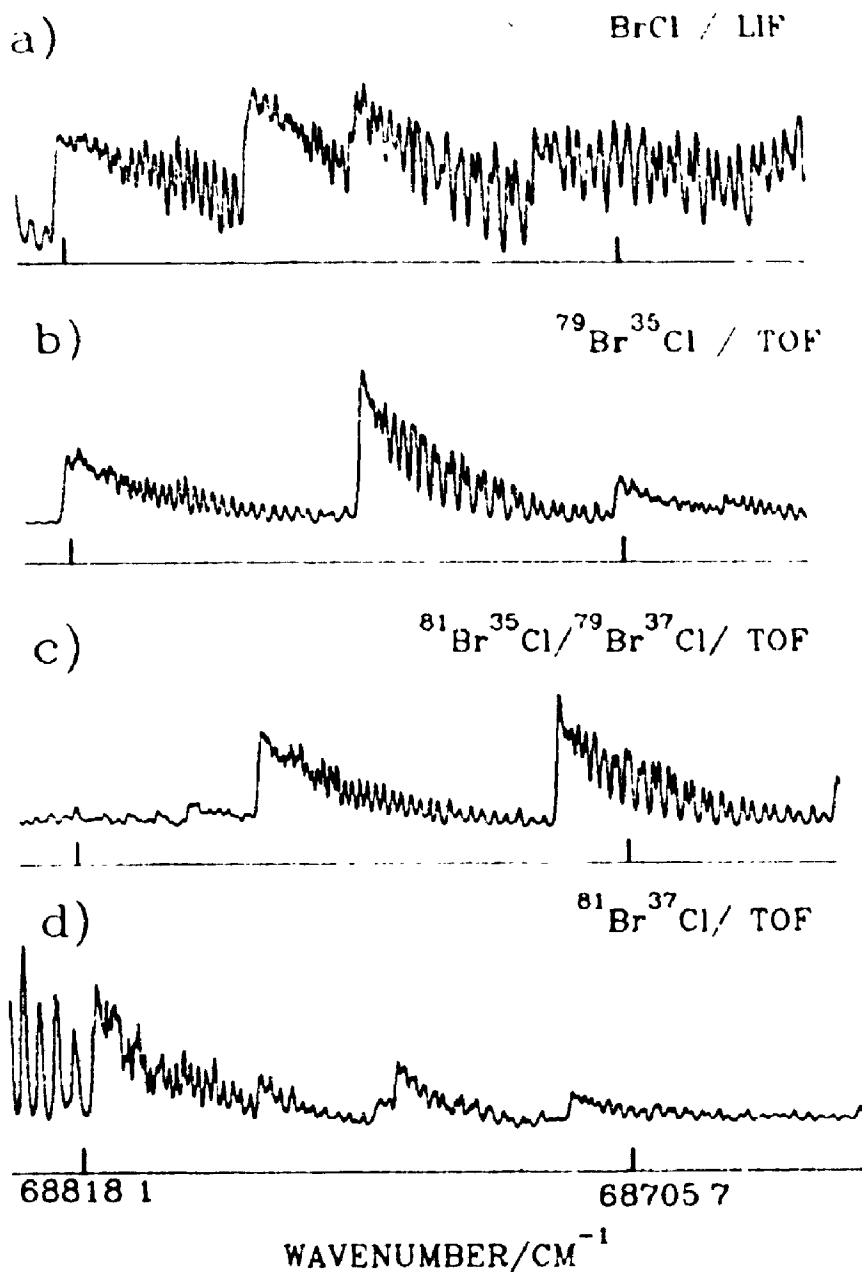 a)
BrCl / LIF
b)
⁷⁹Br³⁵Cl / TOF
c)
⁸¹Br³⁵Cl/⁷⁹Br³⁷Cl/ TOF
d)
⁸¹Br³⁷Cl/ TOF
68818 1
68705 7
WAVENUMBER/CM⁻¹